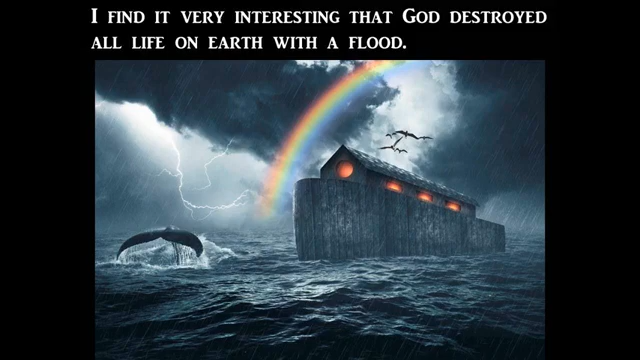 I find it very interesting that God destroyed
all life on earth with a flood.